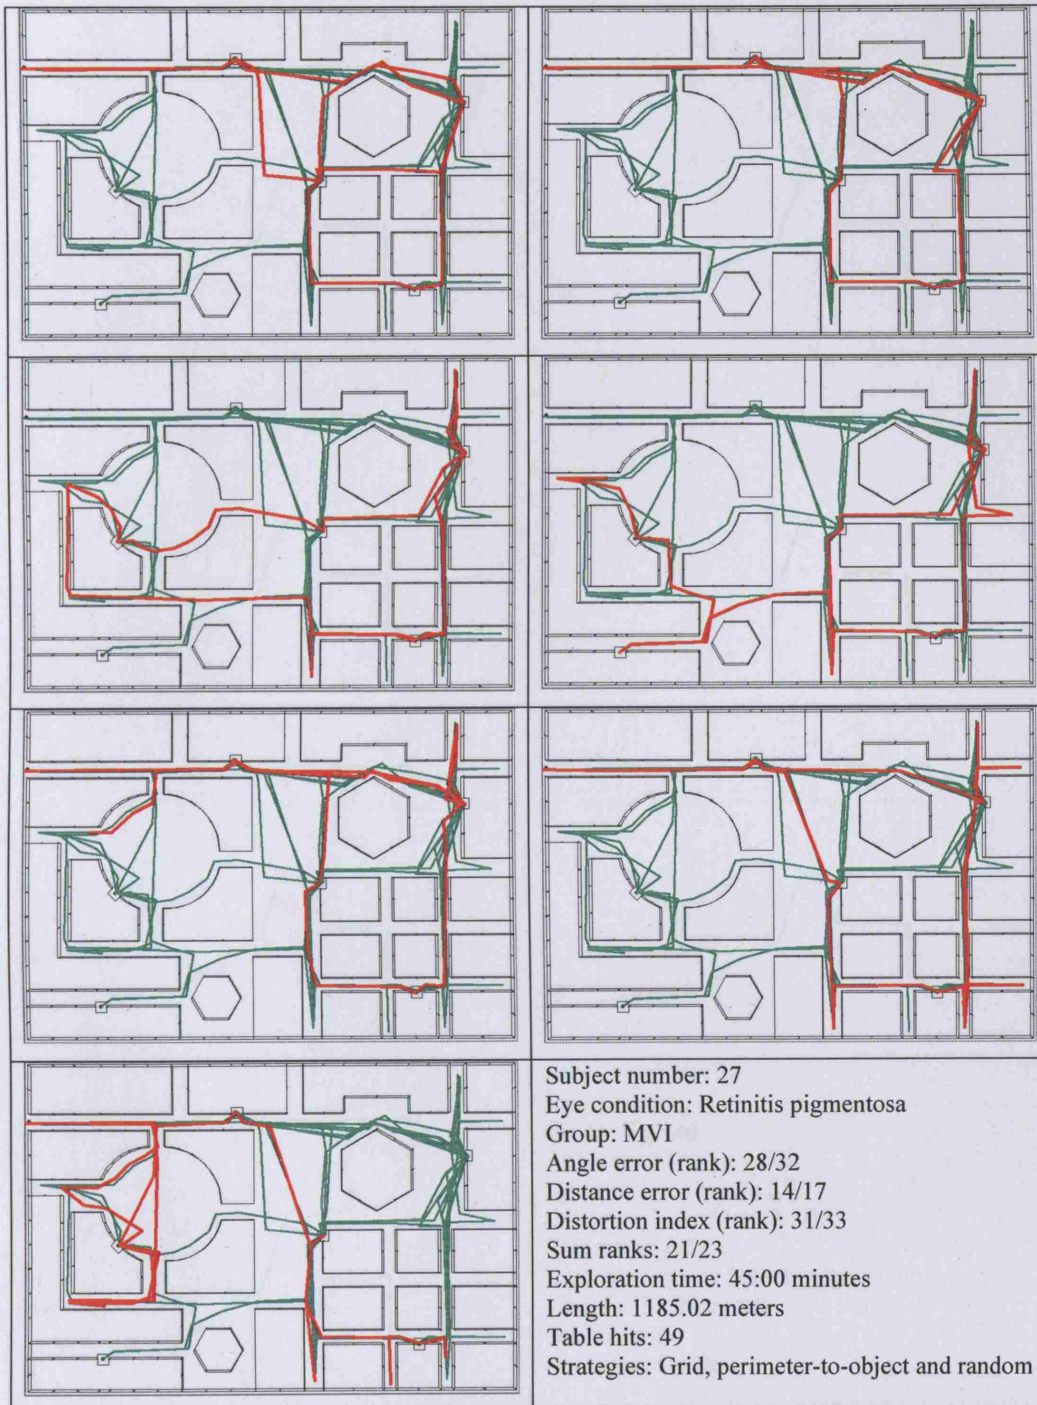 Subject number: 27
Eye condition: Retinitis pigmentosa
Group: MVI
Angle error (rank): 28/32
Distance error (rank): 14/17
Distortion index (rank): 31/33
Sum ranks: 21/23
Exploration time: 45:00 minutes
Length: 1185.02 meters
Table hits: 49
Strategies: Grid, perimeter-to-object and random